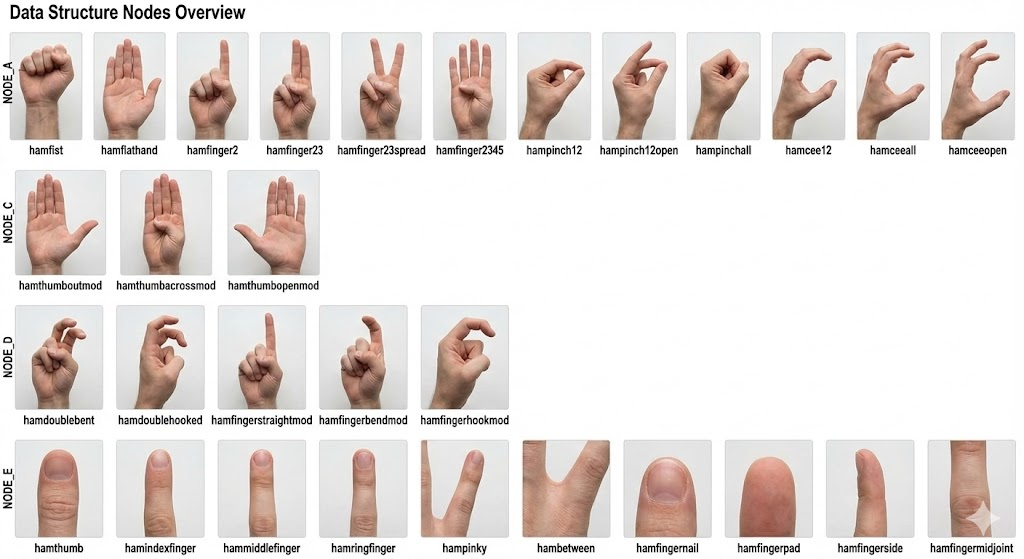 Data Structure Nodes Overview
NODE_A
hamfist hamflathand hamfinger2 hamfinger23 hamfinger23spread hamfinger2345 hampinch12 hampinch12open hampinchall hamcee12 hamceeall hamceeopen
NODE_C
hamthumboutmod hamthumbacrossmod hamthumbopenmod
NODE_D
hamdoublebent hamdoublehooked hamfingerstraightmod hamfingerbendmod hamfingerhookmod
NODE_E
hamthumb hamindexfinger hammiddlefinger hamringfinger hampinky hambetween hamfingernail hamfingerpad hamfingerside hamfingermidjoint